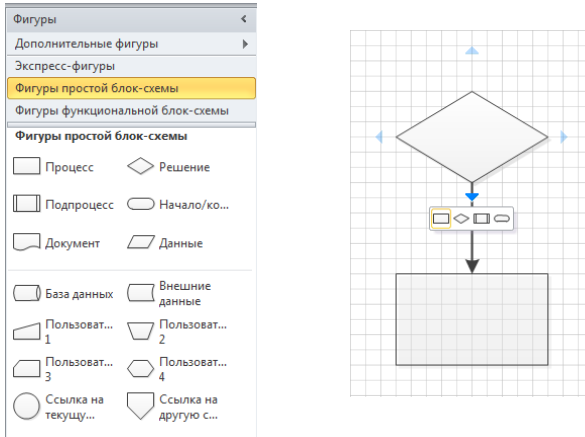 Фигуры
Дополнительные фигуры
Экспресс-фигуры
Фигуры простой блок-схемы
Фигуры функциональной блок-схемы
Фигуры простой блок-схемы
Процесс
Решение
Подпроцесс
Начало/ко...
Документ
Данные
База данных
Внешние
данные
Пользоват...
1
Пользоват...
2
Пользоват...
3
Пользоват...
4
Ссылка на
текущу...
Ссылка на
другую с...